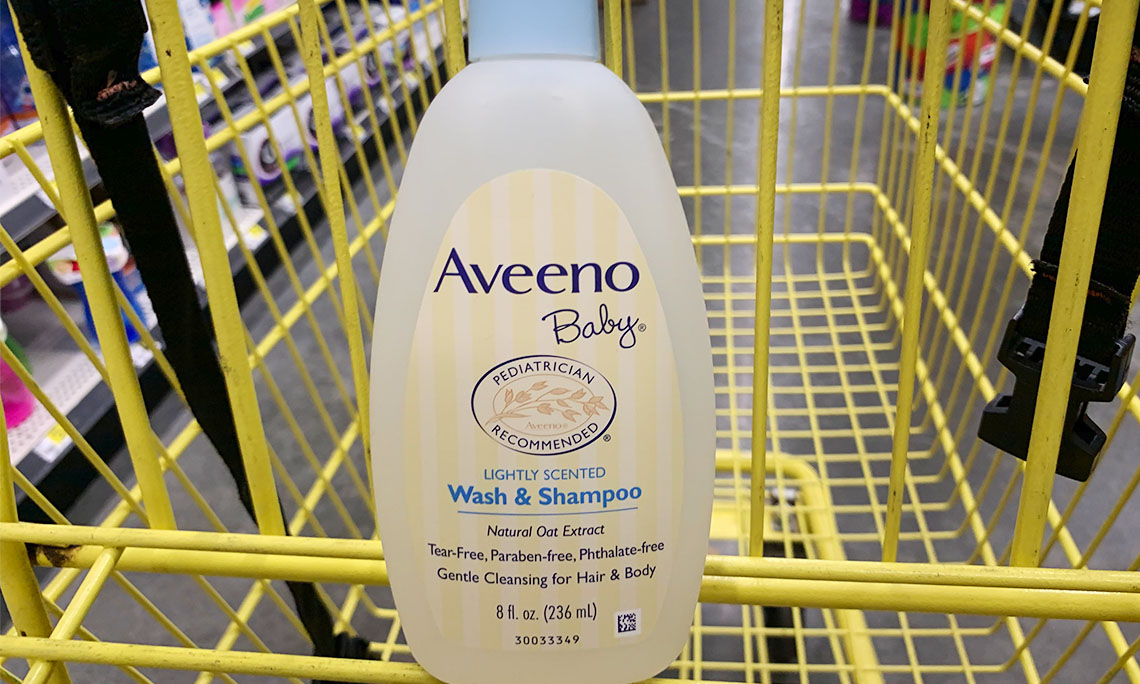 Aveeno
Baby®
PEDIATRICIAN
Aveeno®
RECOMMENDED®
LIGHTLY SCENTED
Wash & Shampoo
Natural Oat Extract
Tear-Free, Paraben-free, Phthalate-free
Gentle Cleansing for Hair & Body
8 fl. oz. (236 mL)
30033349